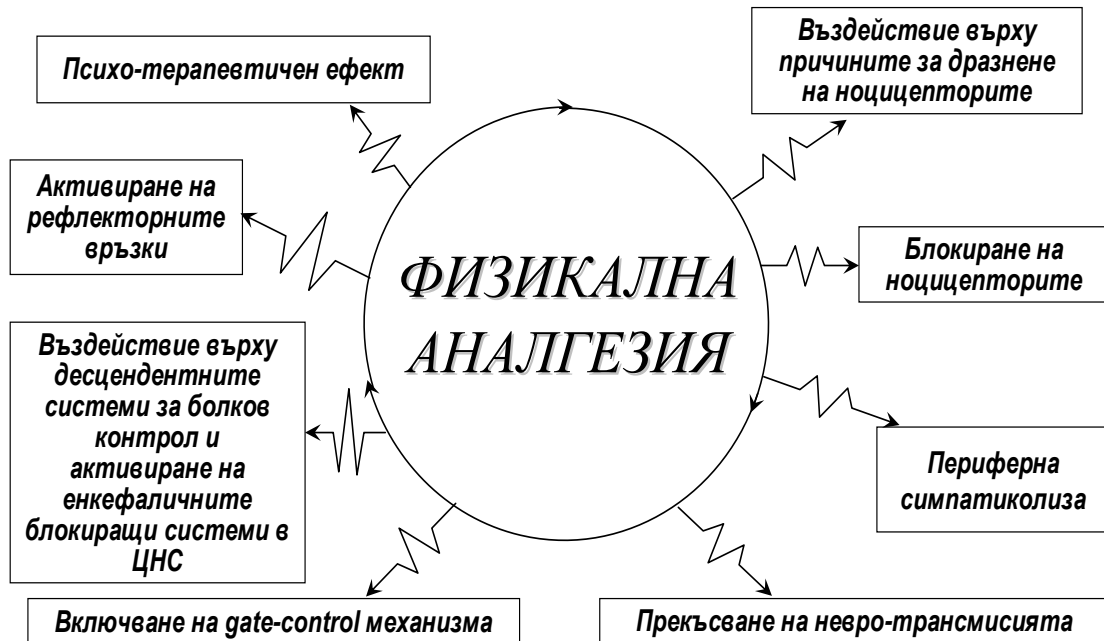 Психо-терапевтичен ефект
Въздействие върху
причините за дразнене
на ноцицепторите
Активиране на
рефлекторните
връзки
ФИЗИКАЛНА
АНАЛГЕЗИЯ
Блокиране на
ноцицепторите
Въздействие върху
десцендентните
системи за болков
контрол и
активиране на
енкефаличните
блокиращи системи в
ЦНС
Периферна
симпатиколиза
Включване на gate-control механизма
Прекъсване на невро-трансмисията